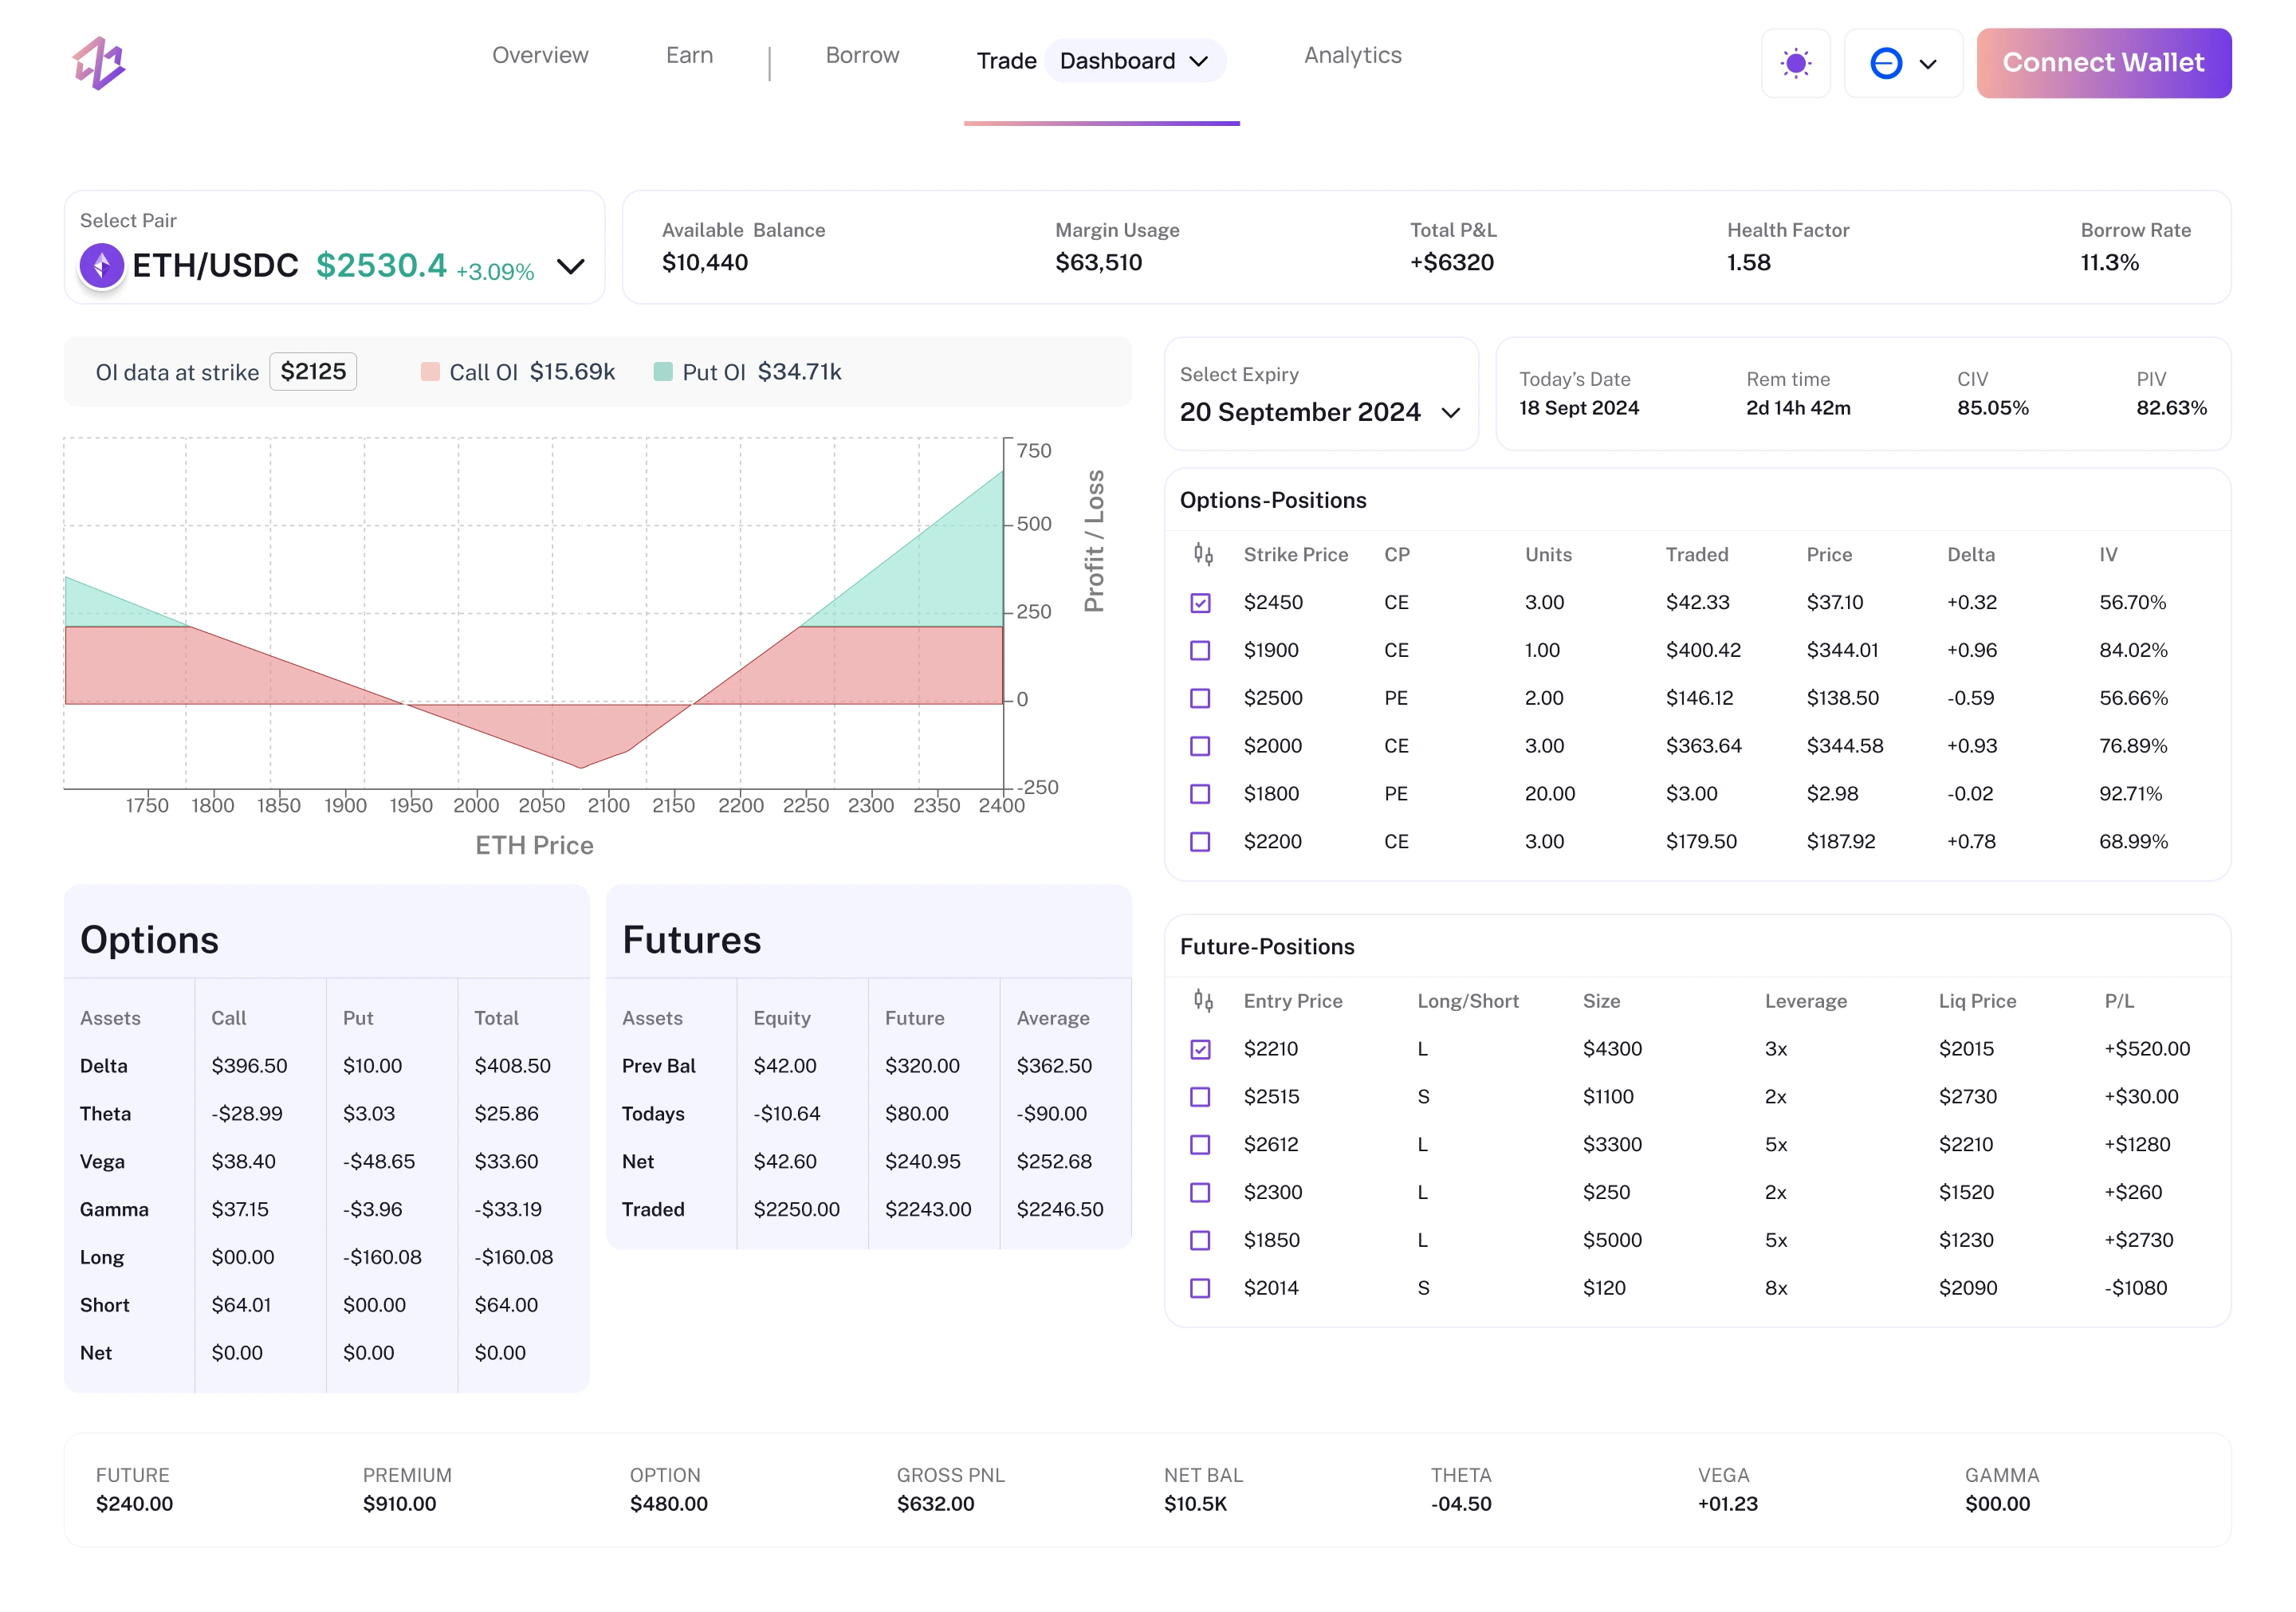 Overview Earn Borrow Trade Dashboard Analytics Connect Wallet
Select Pair
ETH/USDC $2530.4 +3.09%
Available Balance Margin Usage Total P&L Health Factor Borrow Rate
$10,440 $63,510 +$6320 1.58 11.3%
OI data at strike $2125 Call OI $15.69k Put OI $34.71k
750
500
250
0
-250
Profit / Loss
1750 1800 1850 1900 1950 2000 2050 2100 2150 2200 2250 2300 2350 2400
ETH Price
Select Expiry
20 September 2024
Today’s Date Rem time CIV PIV
18 Sept 2024 2d 14h 42m 85.05% 82.63%
Options-Positions
Strike Price CP Units Traded Price Delta IV
$2450 CE 3.00 $42.33 $37.10 +0.32 56.70%
$1900 CE 1.00 $400.42 $344.01 +0.96 84.02%
$2500 PE 2.00 $146.12 $138.50 -0.59 56.66%
$2000 CE 3.00 $363.64 $344.58 +0.93 76.89%
$1800 PE 20.00 $3.00 $2.98 -0.02 92.71%
$2200 CE 3.00 $179.50 $187.92 +0.78 68.99%
Options
Assets Call Put Total
Delta $396.50 $10.00 $408.50
Theta -$28.99 $3.03 $25.86
Vega $38.40 -$48.65 $33.60
Gamma $37.15 -$3.96 -$33.19
Long $00.00 -$160.08 -$160.08
Short $64.01 $00.00 $64.00
Net $0.00 $0.00 $0.00
Futures
Assets Equity Future Average
Prev Bal $42.00 $320.00 $362.50
Todays -$10.64 $80.00 -$90.00
Net $42.60 $240.95 $252.68
Traded $2250.00 $2243.00 $2246.50
Future-Positions
Entry Price Long/Short Size Leverage Liq Price P/L
$2210 L $4300 3x $2015 +$520.00
$2515 S $1100 2x $2730 +$30.00
$2612 L $3300 5x $2210 +$1280
$2300 L $250 2x $1520 +$260
$1850 L $5000 5x $1230 +$2730
$2014 S $120 8x $2090 -$1080
FUTURE PREMIUM OPTION GROSS PNL NET BAL THETA VEGA GAMMA
$240.00 $910.00 $480.00 $632.00 $10.5K -04.50 +01.23 $00.00